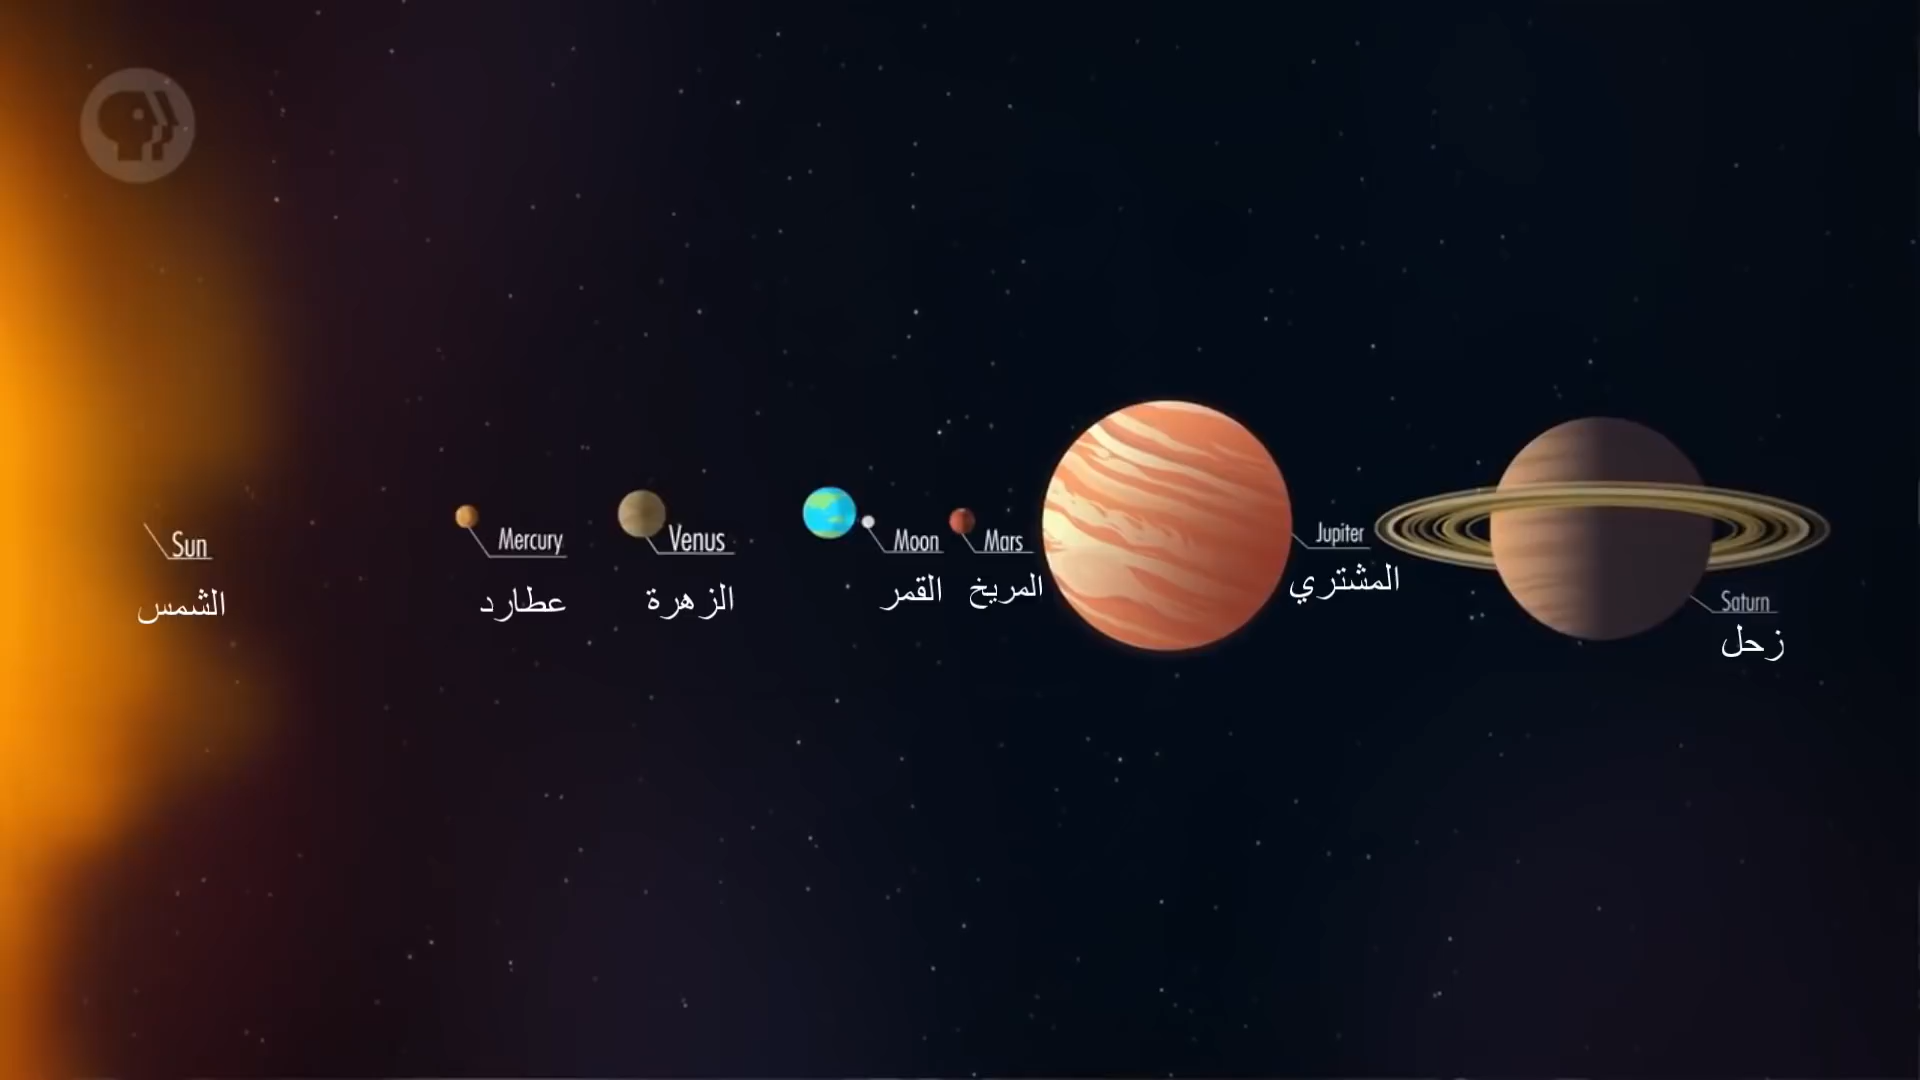 Sun
الشمس
Mercury
عطارد
Venus
الزهرة
Moon
القمر
Mars
المريخ
Jupiter
المشتري
Saturn
زحل